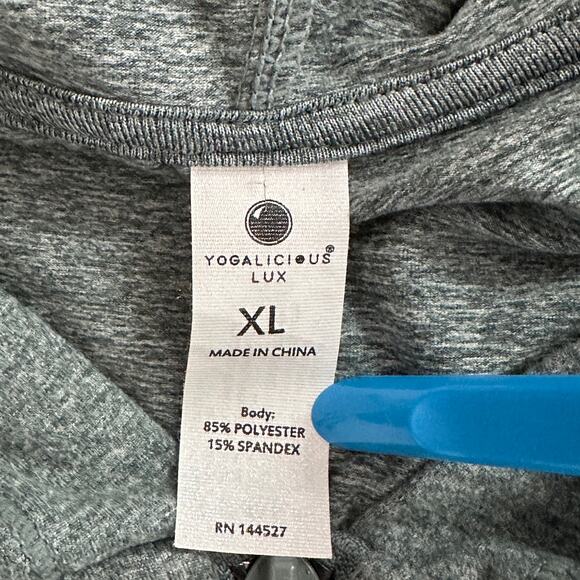 YOGALICIOUS®
LUX
XL
MADE IN CHINA
Body:
85% POLYESTER
15% SPANDEX
RN 144527